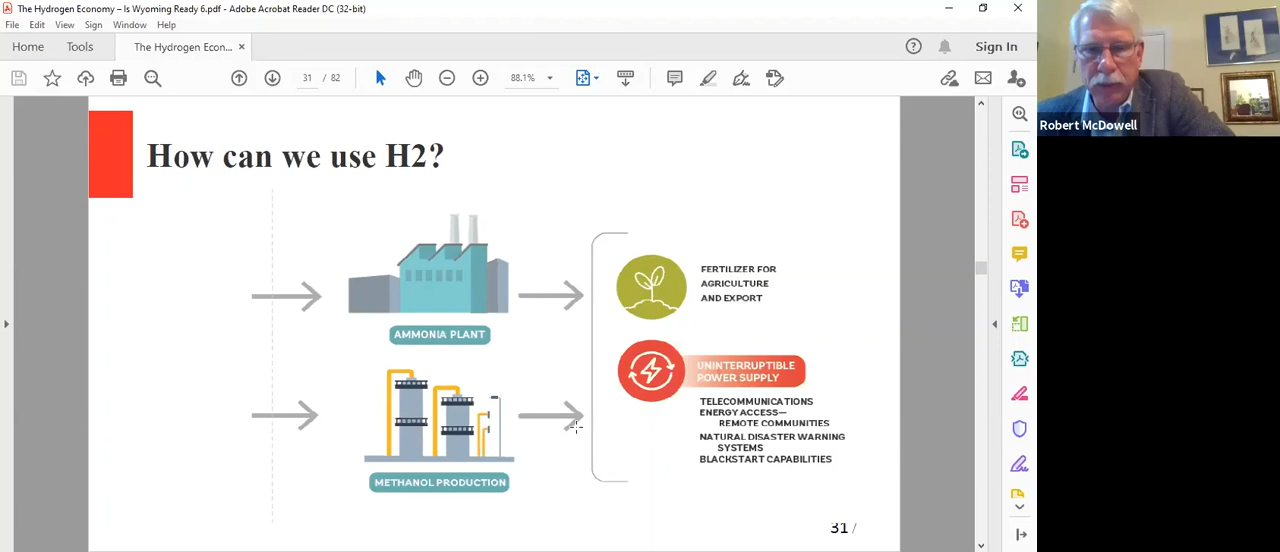 The Hydrogen Economy – Is Wyoming Ready 6.pdf - Adobe Acrobat Reader DC (32-bit)
File Edit View Sign Window Help
Home Tools The Hydrogen Econ... × Sign In
31 / 82 88.1%
Robert McDowell
How can we use H2?
FERTILIZER FOR
AGRICULTURE
AND EXPORT
AMMONIA PLANT
UNINTERRUPTIBLE
POWER SUPPLY
TELECOMMUNICATIONS
ENERGY ACCESS—
REMOTE COMMUNITIES
NATURAL DISASTER WARNING
SYSTEMS
BLACKSTART CAPABILITIES
METHANOL PRODUCTION
31 /